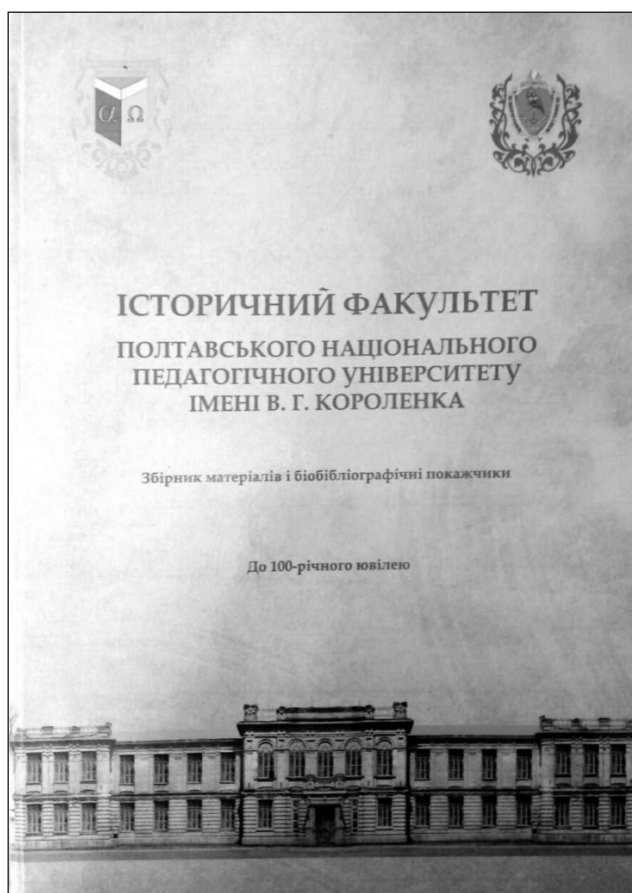 α Ω
ІСТОРИЧНИЙ ФАКУЛЬТЕТ
ПОЛТАВСЬКОГО НАЦІОНАЛЬНОГО
ПЕДАГОГІЧНОГО УНІВЕРСИТЕТУ
ІМЕНІ В. Г. КОРОЛЕНКА
Збірник матеріалів і біобібліографічні покажчики
До 100-річного ювілею